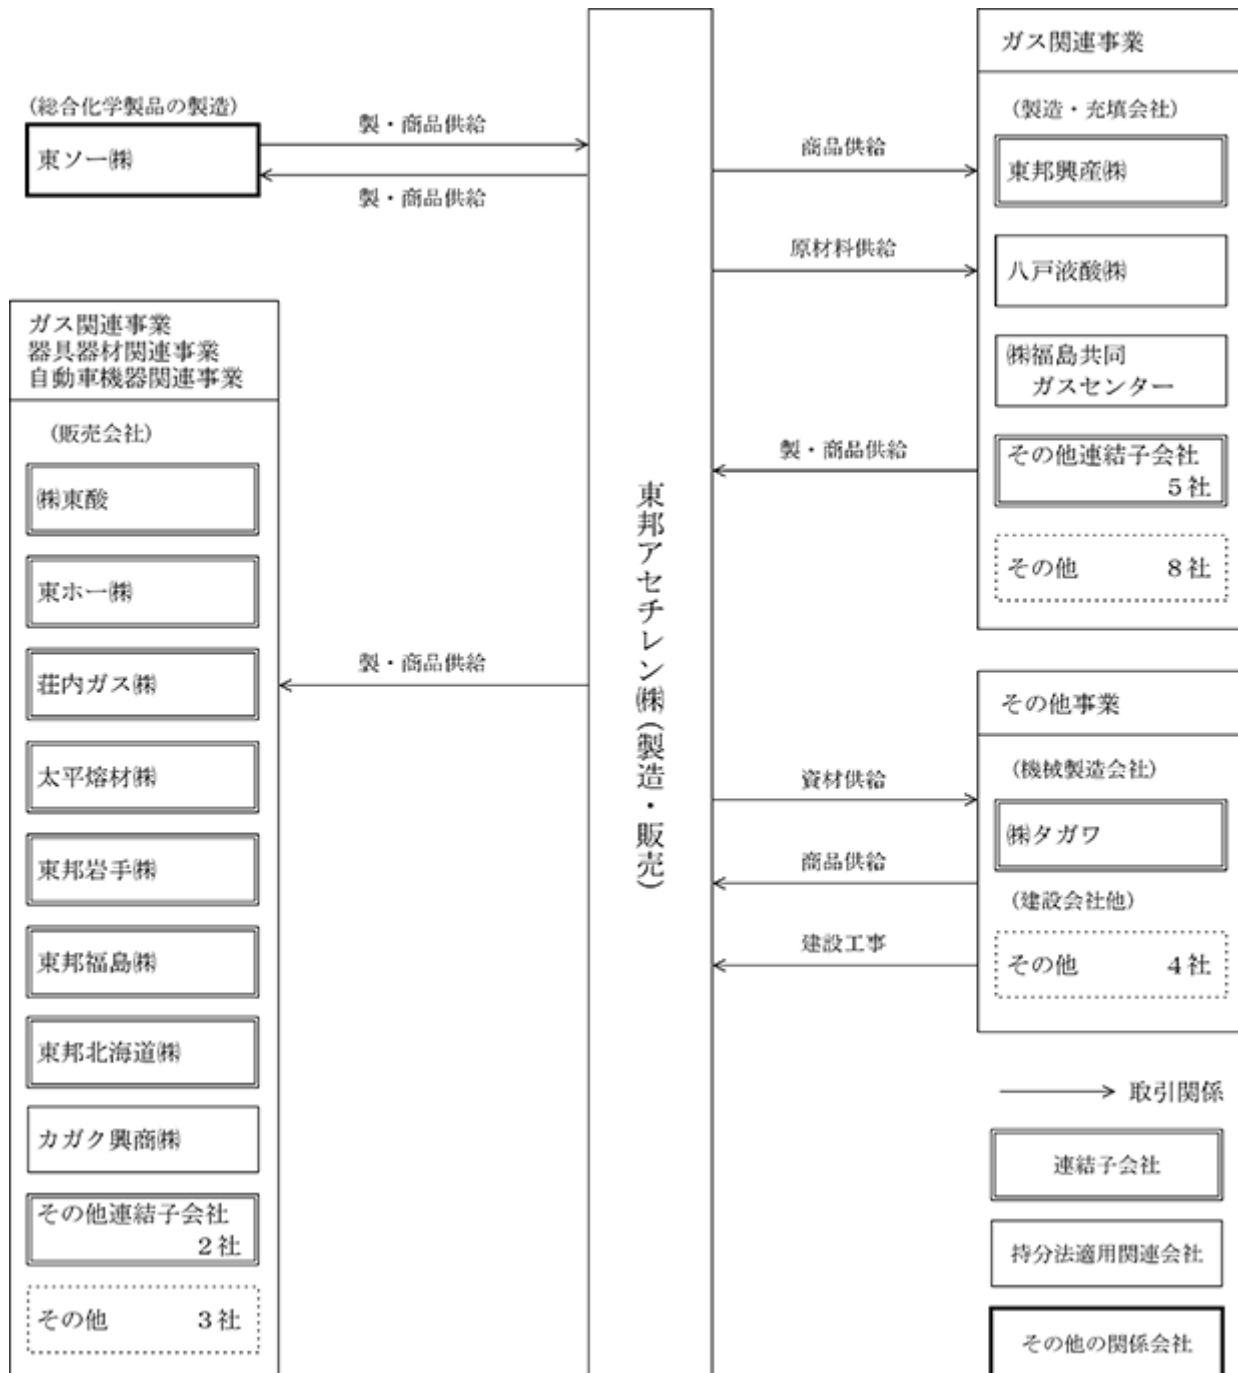 (総合化学製品の製造)
東ソー㈱
製・商品供給
製・商品供給
ガス関連事業
器具器材関連事業
自動車機器関連事業
(販売会社)
㈱東酸
東ホー㈱
荘内ガス㈱
太平熔材㈱
東邦岩手㈱
東邦福島㈱
東邦北海道㈱
カガク興商㈱
その他連結子会社
2社
その他 3社
製・商品供給
東邦アセチレン㈱(製造・販売)
商品供給
原材料供給
製・商品供給
資材供給
商品供給
建設工事
ガス関連事業
(製造・充填会社)
東邦興産㈱
八戸液酸㈱
㈱福島共同
ガスセンター
その他連結子会社
5社
その他 8社
その他事業
(機械製造会社)
㈱タガワ
(建設会社他)
その他 4社
取引関係
連結子会社
持分法適用関連会社
その他の関係会社